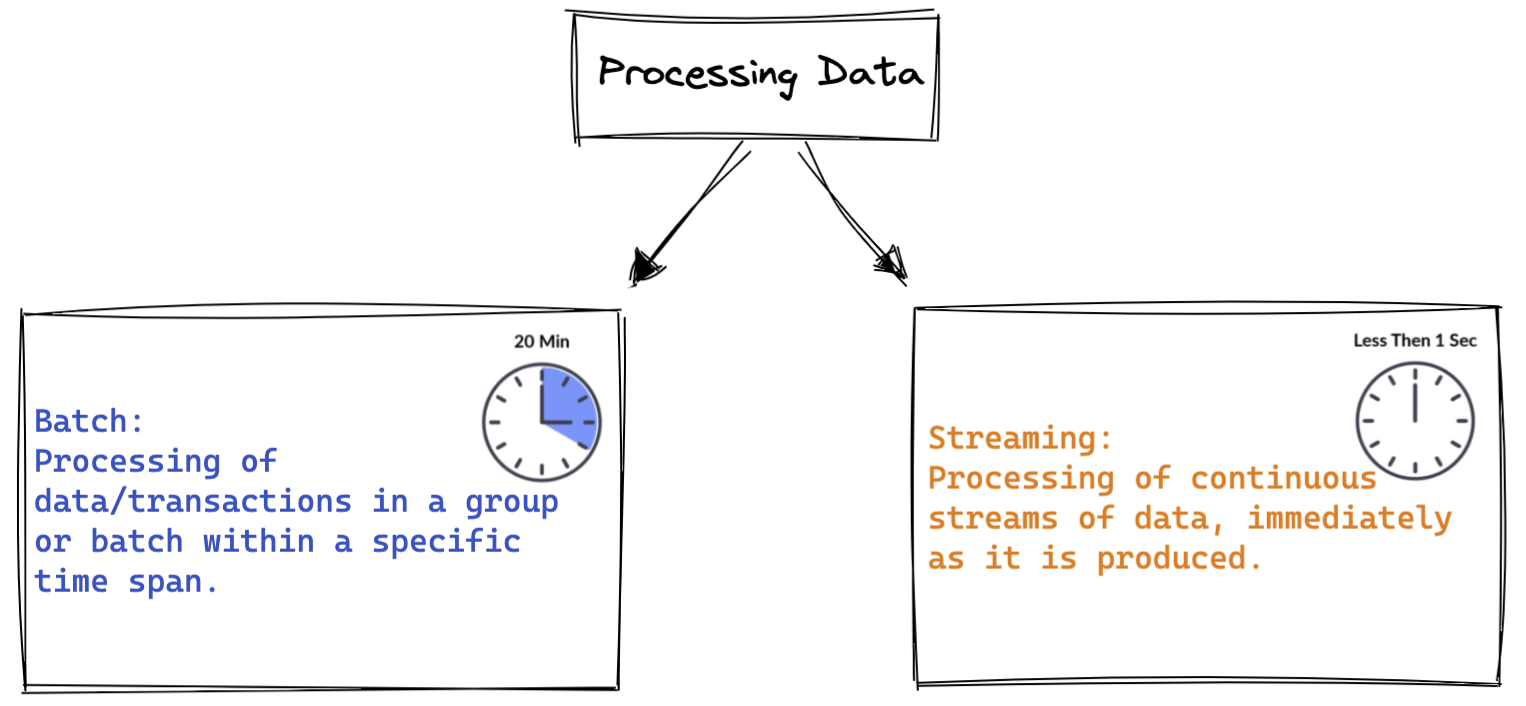 Processing Data
20 Min
Batch:
Processing of
data/transactions in a group
or batch within a specific
time span.
Less Then 1 Sec
Streaming:
Processing of continuous
streams of data, immediately
as it is produced.